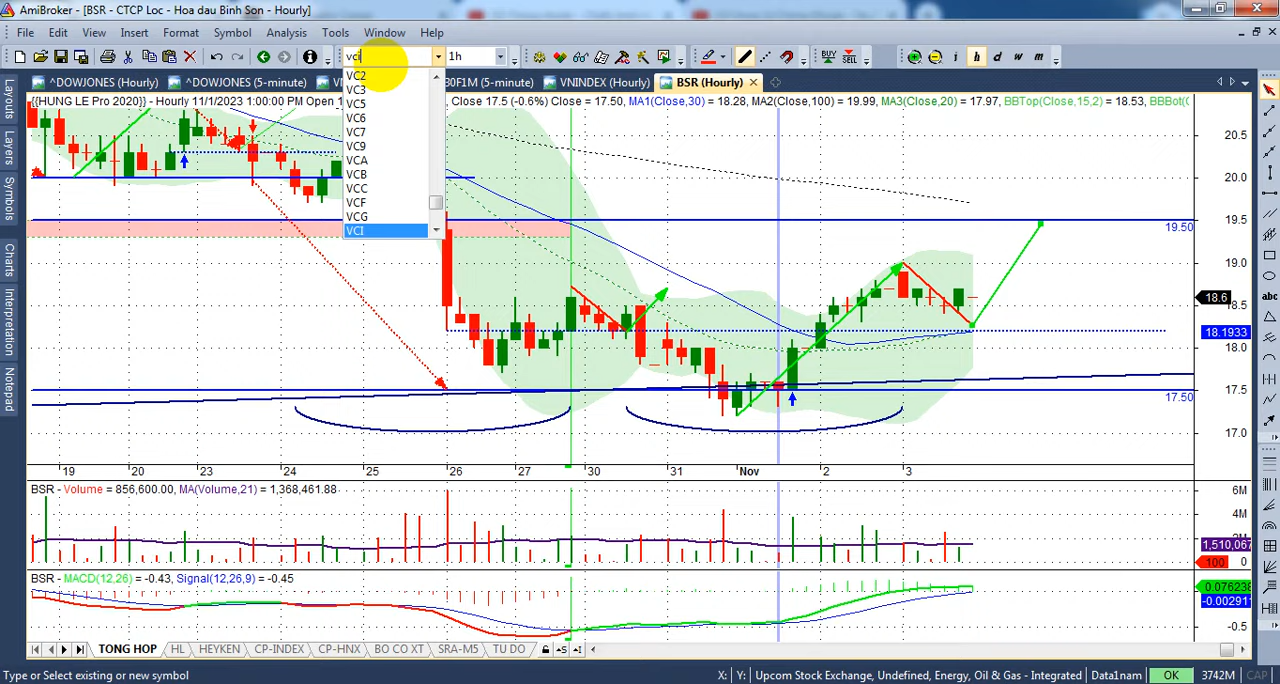 AmiBroker - [BSR - CTCP Loc - Hoa dau Binh Son - Hourly]
File Edit View Insert Format Symbol Analysis Tools Window Help
vci 1h BUY SELL i h d w m
^DOWJONES (Hourly) ^DOWJONES (5-minute) 30F1M (5-minute) VNINDEX (Hourly) BSR (Hourly)
{{HUNG LE Pro 2020}} - Hourly 11/1/2023 1:00:00 PM Open 1 Close 17.5 (-0.6%) Close = 17.50, MA1(Close,30) = 18.28, MA2(Close,100) = 19.99, MA3(Close,20) = 17.97, BBTop(Close,15,2) = 18.53, BBBot(C
VC2
VC3
VC5
VC6
VC7
VC9
VCA
VCB
VCC
VCF
VCG
VCI
Layouts
Layers
Symbols
Charts
Interpretation
Notepad
abc
20.5
20.0
19.5
19.50
19.0
18.6
18.5
18.1933
18.0
17.5
17.50
17.0
19 20 23 24 25 26 27 30 31 Nov 2 3
BSR - Volume = 856,600.00, MA(Volume,21) = 1,368,461.88
6M
4M
2M
1,510,067
100 0
BSR - MACD(12,26) = -0.43, Signal(12,26,9) = -0.45
0.076238
-0.002911
-0.5
TONG HOP HL HEYKEN CP-INDEX CP-HNX BO CO XT SRA-M5 TU DO
Type or Select existing or new symbol X: Y: Upcom Stock Exchange, Undefined, Energy, Oil & Gas - Integrated Data1nam OK 3742M CAP